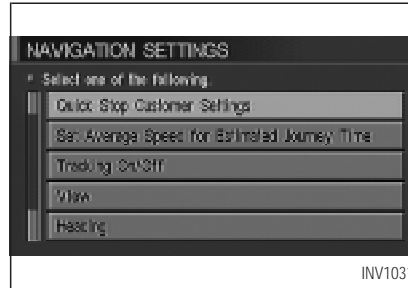 NAVIGATION SETTINGS
Select one of the following.
Quick Stop Customer Settings
Set Average Speed for Estimated Journey Time
Tracking On/Off
View
Heading
INV103